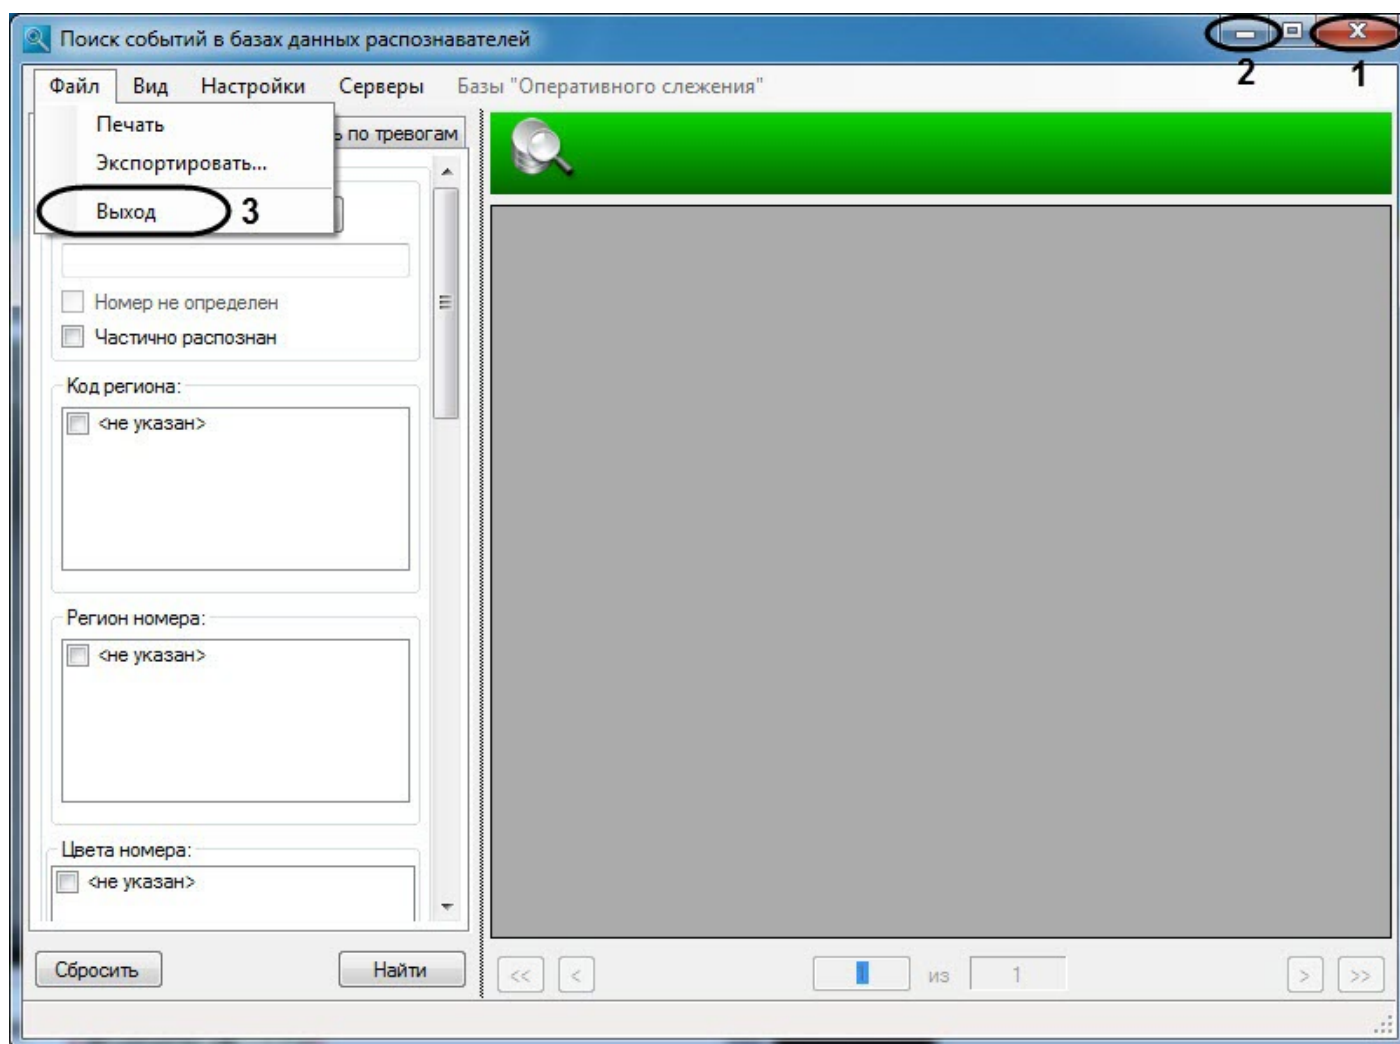 Поиск событий в базах данных распознавателей
2
1
Файл Вид Настройки Серверы Базы "Оперативного слежения"
Печать
по тревогам
Экспортировать...
Выход 3
Номер не определен
Частично распознан
Код региона:
<не указан>
Регион номера:
<не указан>
Цвета номера:
<не указан>
Сбросить Найти << < 1 из 1 > >>